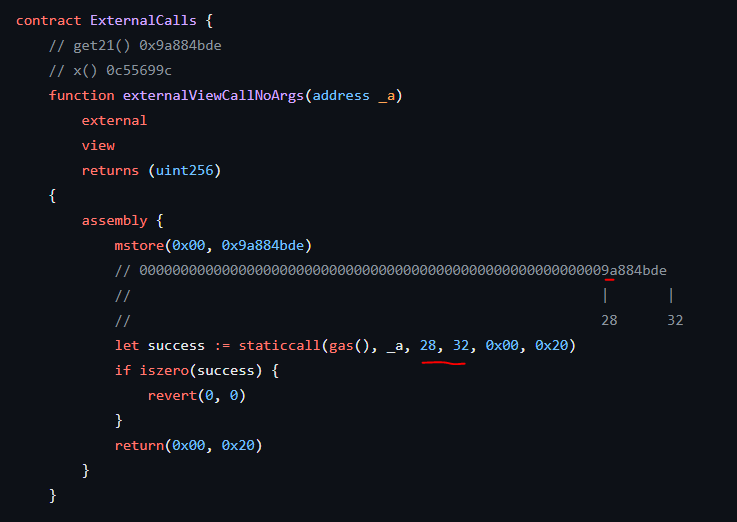 contract ExternalCalls {
// get21() 0x9a884bde
// x() 0c55699c
function externalViewCallNoArgs(address _a)
external
view
returns (uint256)
{
assembly {
mstore(0x00, 0x9a884bde)
// 000000000000000000000000000000000000000000000000000000009a884bde
// | |
// 28 32
let success := staticcall(gas(), _a, 28, 32, 0x00, 0x20)
if iszero(success) {
revert(0, 0)
}
return(0x00, 0x20)
}
}